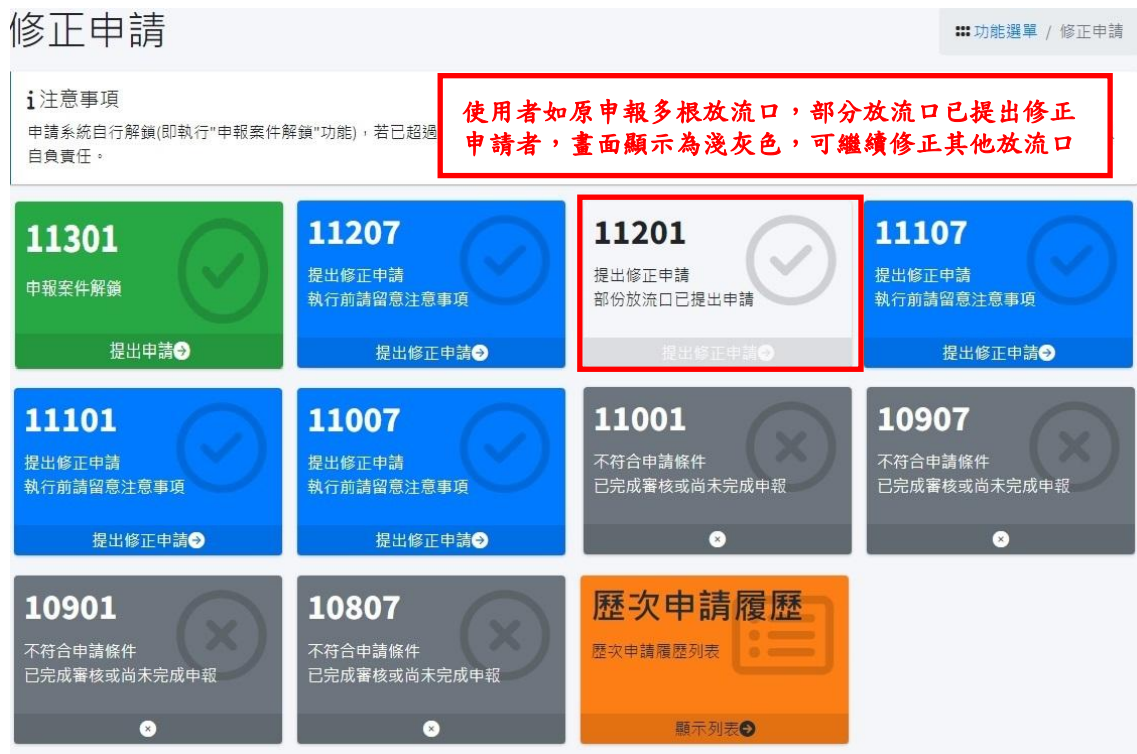 修正申請
功能選單 / 修正申請
注意事項
申請系統自行解鎖(即執行"申報案件解鎖"功能)，若已超過
自負責任。
使用者如原申報多根放流口，部分放流口已提出修正
申請者，畫面顯示為淺灰色，可繼續修正其他放流口
11301
申報案件解鎖
提出申請
11207
提出修正申請
執行前請留意注意事項
提出修正申請
11201
提出修正申請
部份放流口已提出申請
提出修正申請
11107
提出修正申請
執行前請留意注意事項
提出修正申請
11101
提出修正申請
執行前請留意注意事項
提出修正申請
11007
提出修正申請
執行前請留意注意事項
提出修正申請
11001
不符合申請條件
已完成審核或尚未完成申報
10907
不符合申請條件
已完成審核或尚未完成申報
10901
不符合申請條件
已完成審核或尚未完成申報
10807
不符合申請條件
已完成審核或尚未完成申報
歷次申請履歷
歷次申請履歷列表
顯示列表